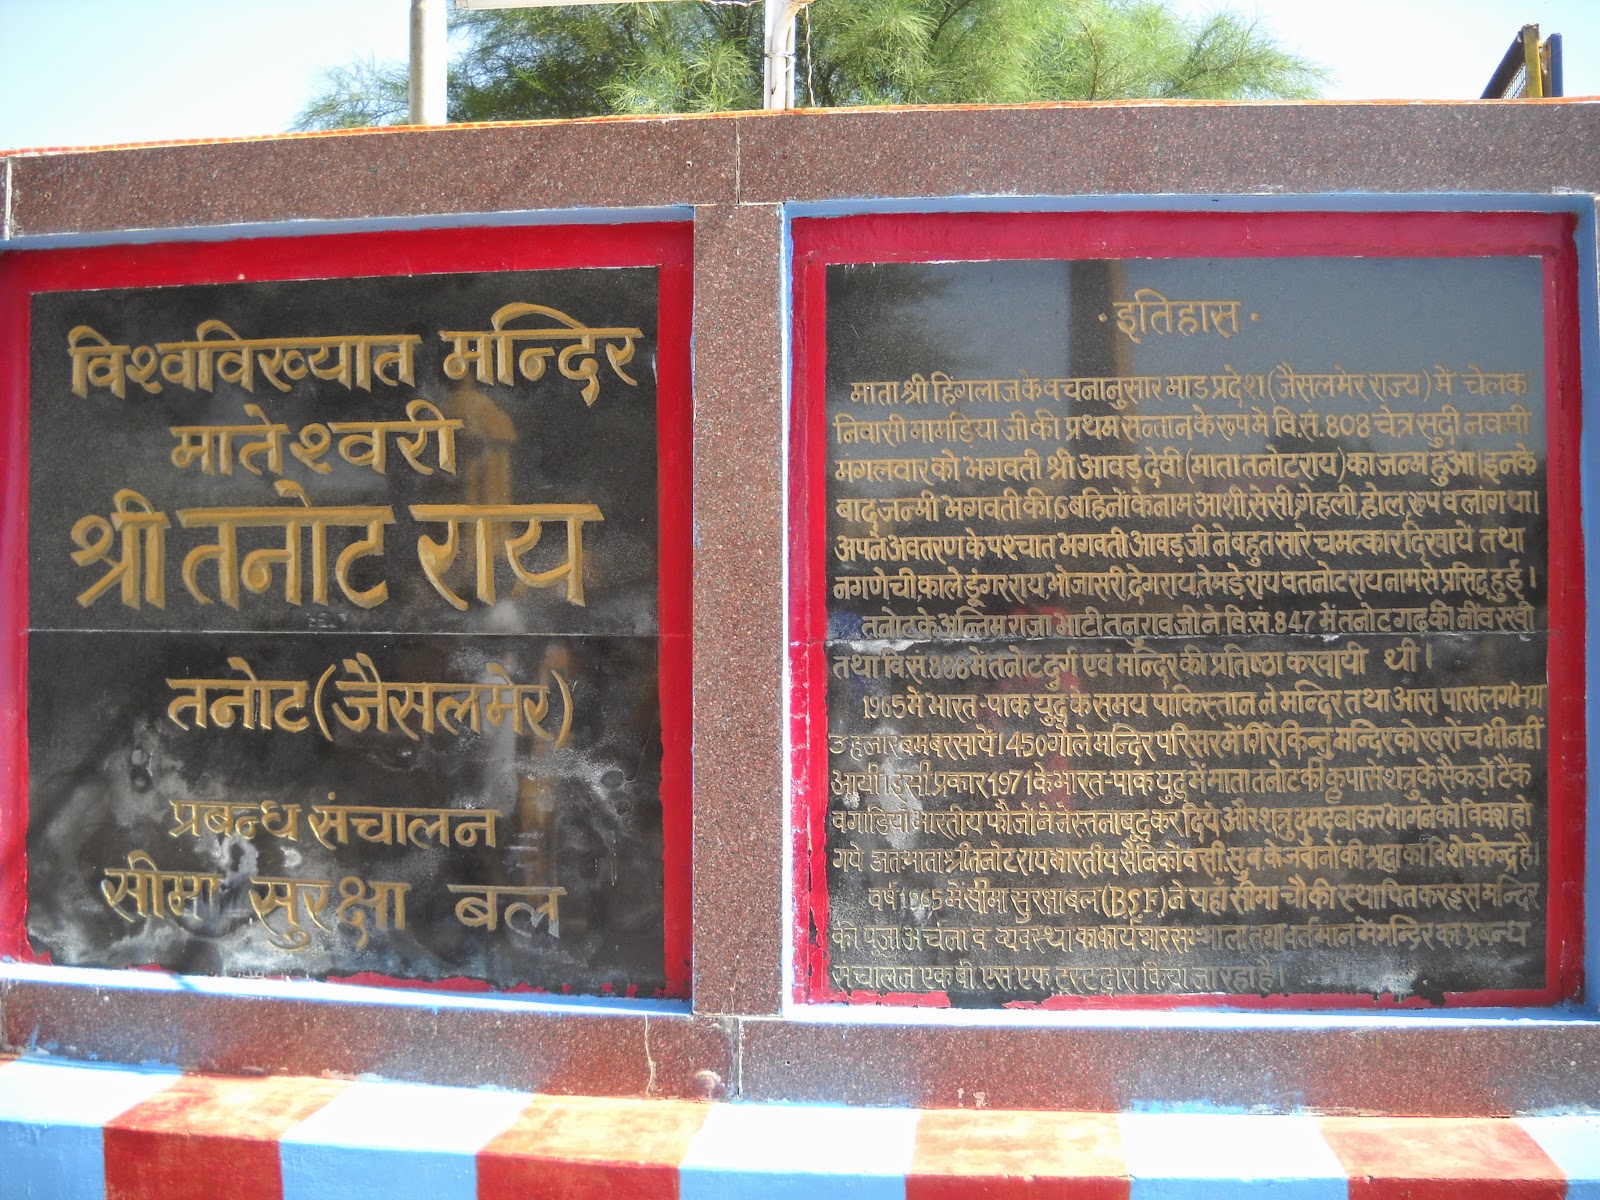 विश्वविख्यात मन्दिर
मातेश्वरी
श्री तनोट राय
तनोट (जैसलमेर)
प्रबन्ध संचालन
सीमा सुरक्षा बल
• इतिहास •
माता श्री हिंगलाज के वचनानुसार माड प्रदेश (जैसलमेर राज्य) में चेलक
निवासी मामडिया जी की प्रथम सन्तान के रूप मे वि.सं. 808 चेत्र सुदी नवमी
मगलवार को भगवती श्री आवड़ देवी (माता तनोट राय) का जन्म हुआ। इनके
बाद जन्मी भगवती की 6 बहिनों के नाम आशी, सेसी, गेहली, होल, रूप व लांग था।
अपने अवतरण के पश्चात भगवती आवड़ जी ने बहुत सारे चमत्कार दिखायें तथा
नगणेची, काले डूंगर राय, भोजासरी, देगराय, तेमड़ेराय व तनोट राय नाम से प्रसिद्ध हुई।
तनोट के अन्तिम राजा भाटी तनुराव जी ने वि.सं. 847 में तनोट गढ़ की नींव रखी
तथा वि.सं. 888 में तनोट दुर्ग एवं मन्दिर की प्रतिष्ठा करवायी थी।
1965 में भारत-पाक युद्ध के समय पाकिस्तान ने मन्दिर तथा आस पास लगभग
3 हजार बम बरसायें। 450 गोले मन्दिर परिसर में गिरे किन्तु मन्दिर को खरोंच भी नहीं
आयी। इसी प्रकार 1971 के भारत-पाक युद्ध में माता तनोट की कृपा से शत्रु के सैकड़ों टैंक
व गाडियां भारतीय फौजों ने नेस्तनाबूद कर दिये और शत्रु दुम दबाकर भागने को विवश हो
गये अतः माता श्री तनोट राय भारतीय सैनिकों व सी.सु.ब के जवानों की श्रद्धा का विशेष केन्द्र है।
वर्ष 1965 में सीमा सुरक्षा बल (BSF) ने यहाँ सीमा चौकी स्थापित कर इस मन्दिर
की पुजा अर्चना व व्यवस्था का कार्यभार सम्भाला तथा वर्तमान में मन्दिर का प्रबन्ध
संचालन एक बी.एस.एफ. ट्रस्ट द्वारा किया जा रहा है।